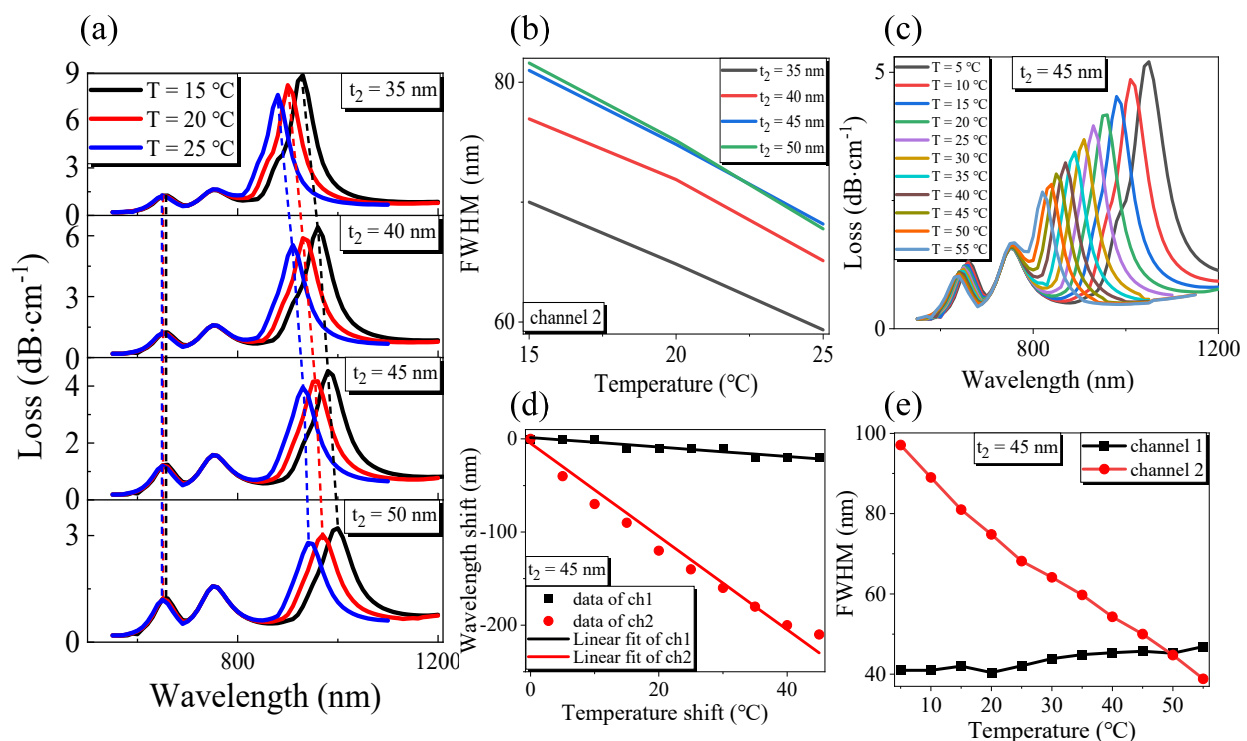 (a)
Loss (dB·cm⁻¹)
9
6
3
0
6
4
2
0
4
2
0
3
0
T = 15 ℃
T = 20 ℃
T = 25 ℃
t₂ = 35 nm
t₂ = 40 nm
t₂ = 45 nm
t₂ = 50 nm
800
1200
Wavelength (nm)
(b)
FWHM (nm)
80
60
t₂ = 35 nm
t₂ = 40 nm
t₂ = 45 nm
t₂ = 50 nm
channel 2
15
20
25
Temperature (℃)
(c)
Loss (dB·cm⁻¹)
5
0
T = 5 ℃
T = 10 ℃
T = 15 ℃
T = 20 ℃
T = 25 ℃
T = 30 ℃
T = 35 ℃
T = 40 ℃
T = 45 ℃
T = 50 ℃
T = 55 ℃
t₂ = 45 nm
800
1200
Wavelength (nm)
(d)
Wavelength shift (nm)
0
-100
-200
t₂ = 45 nm
data of ch1
data of ch2
Linear fit of ch1
Linear fit of ch2
0
20
40
Temperature shift (℃)
(e)
FWHM (nm)
100
80
60
40
t₂ = 45 nm
channel 1
channel 2
10
20
30
40
50
Temperature (℃)